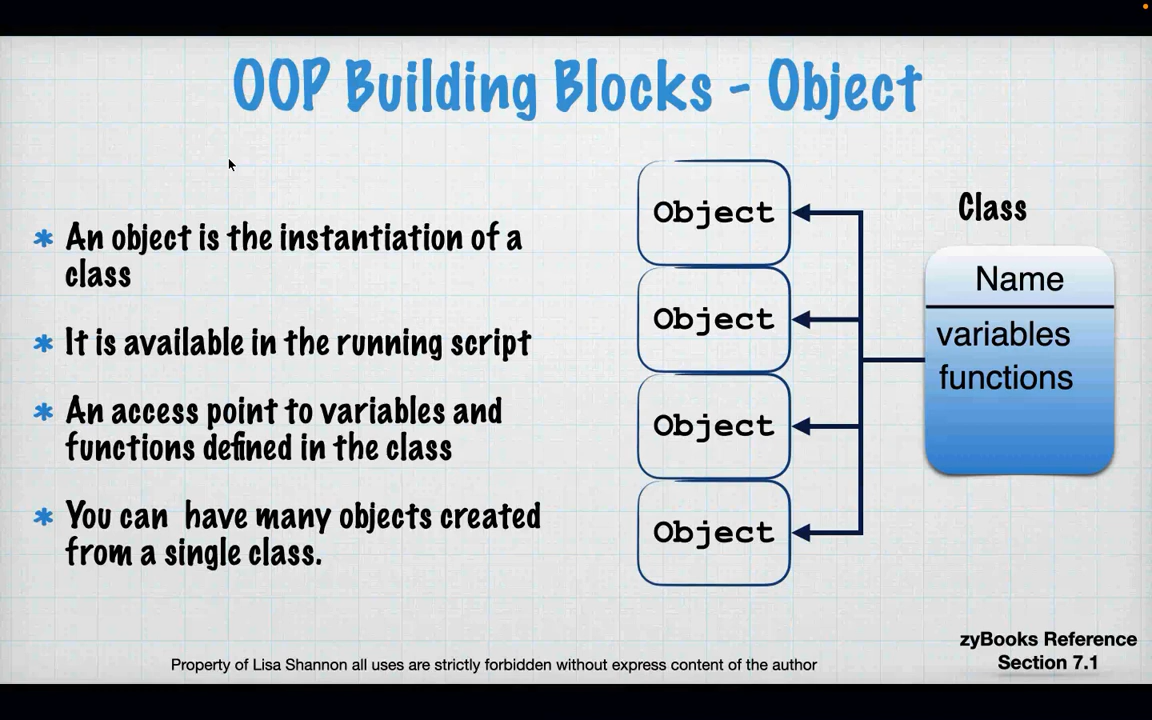 OOP Building Blocks - Object
* An object is the instantiation of a
class
* It is available in the running script
* An access point to variables and
functions defined in the class
* You can  have many objects created
from a single class.
Object
Object
Object
Object
Class
Name
variables
functions
zyBooks Reference
Section 7.1
Property of Lisa Shannon all uses are strictly forbidden without express content of the author